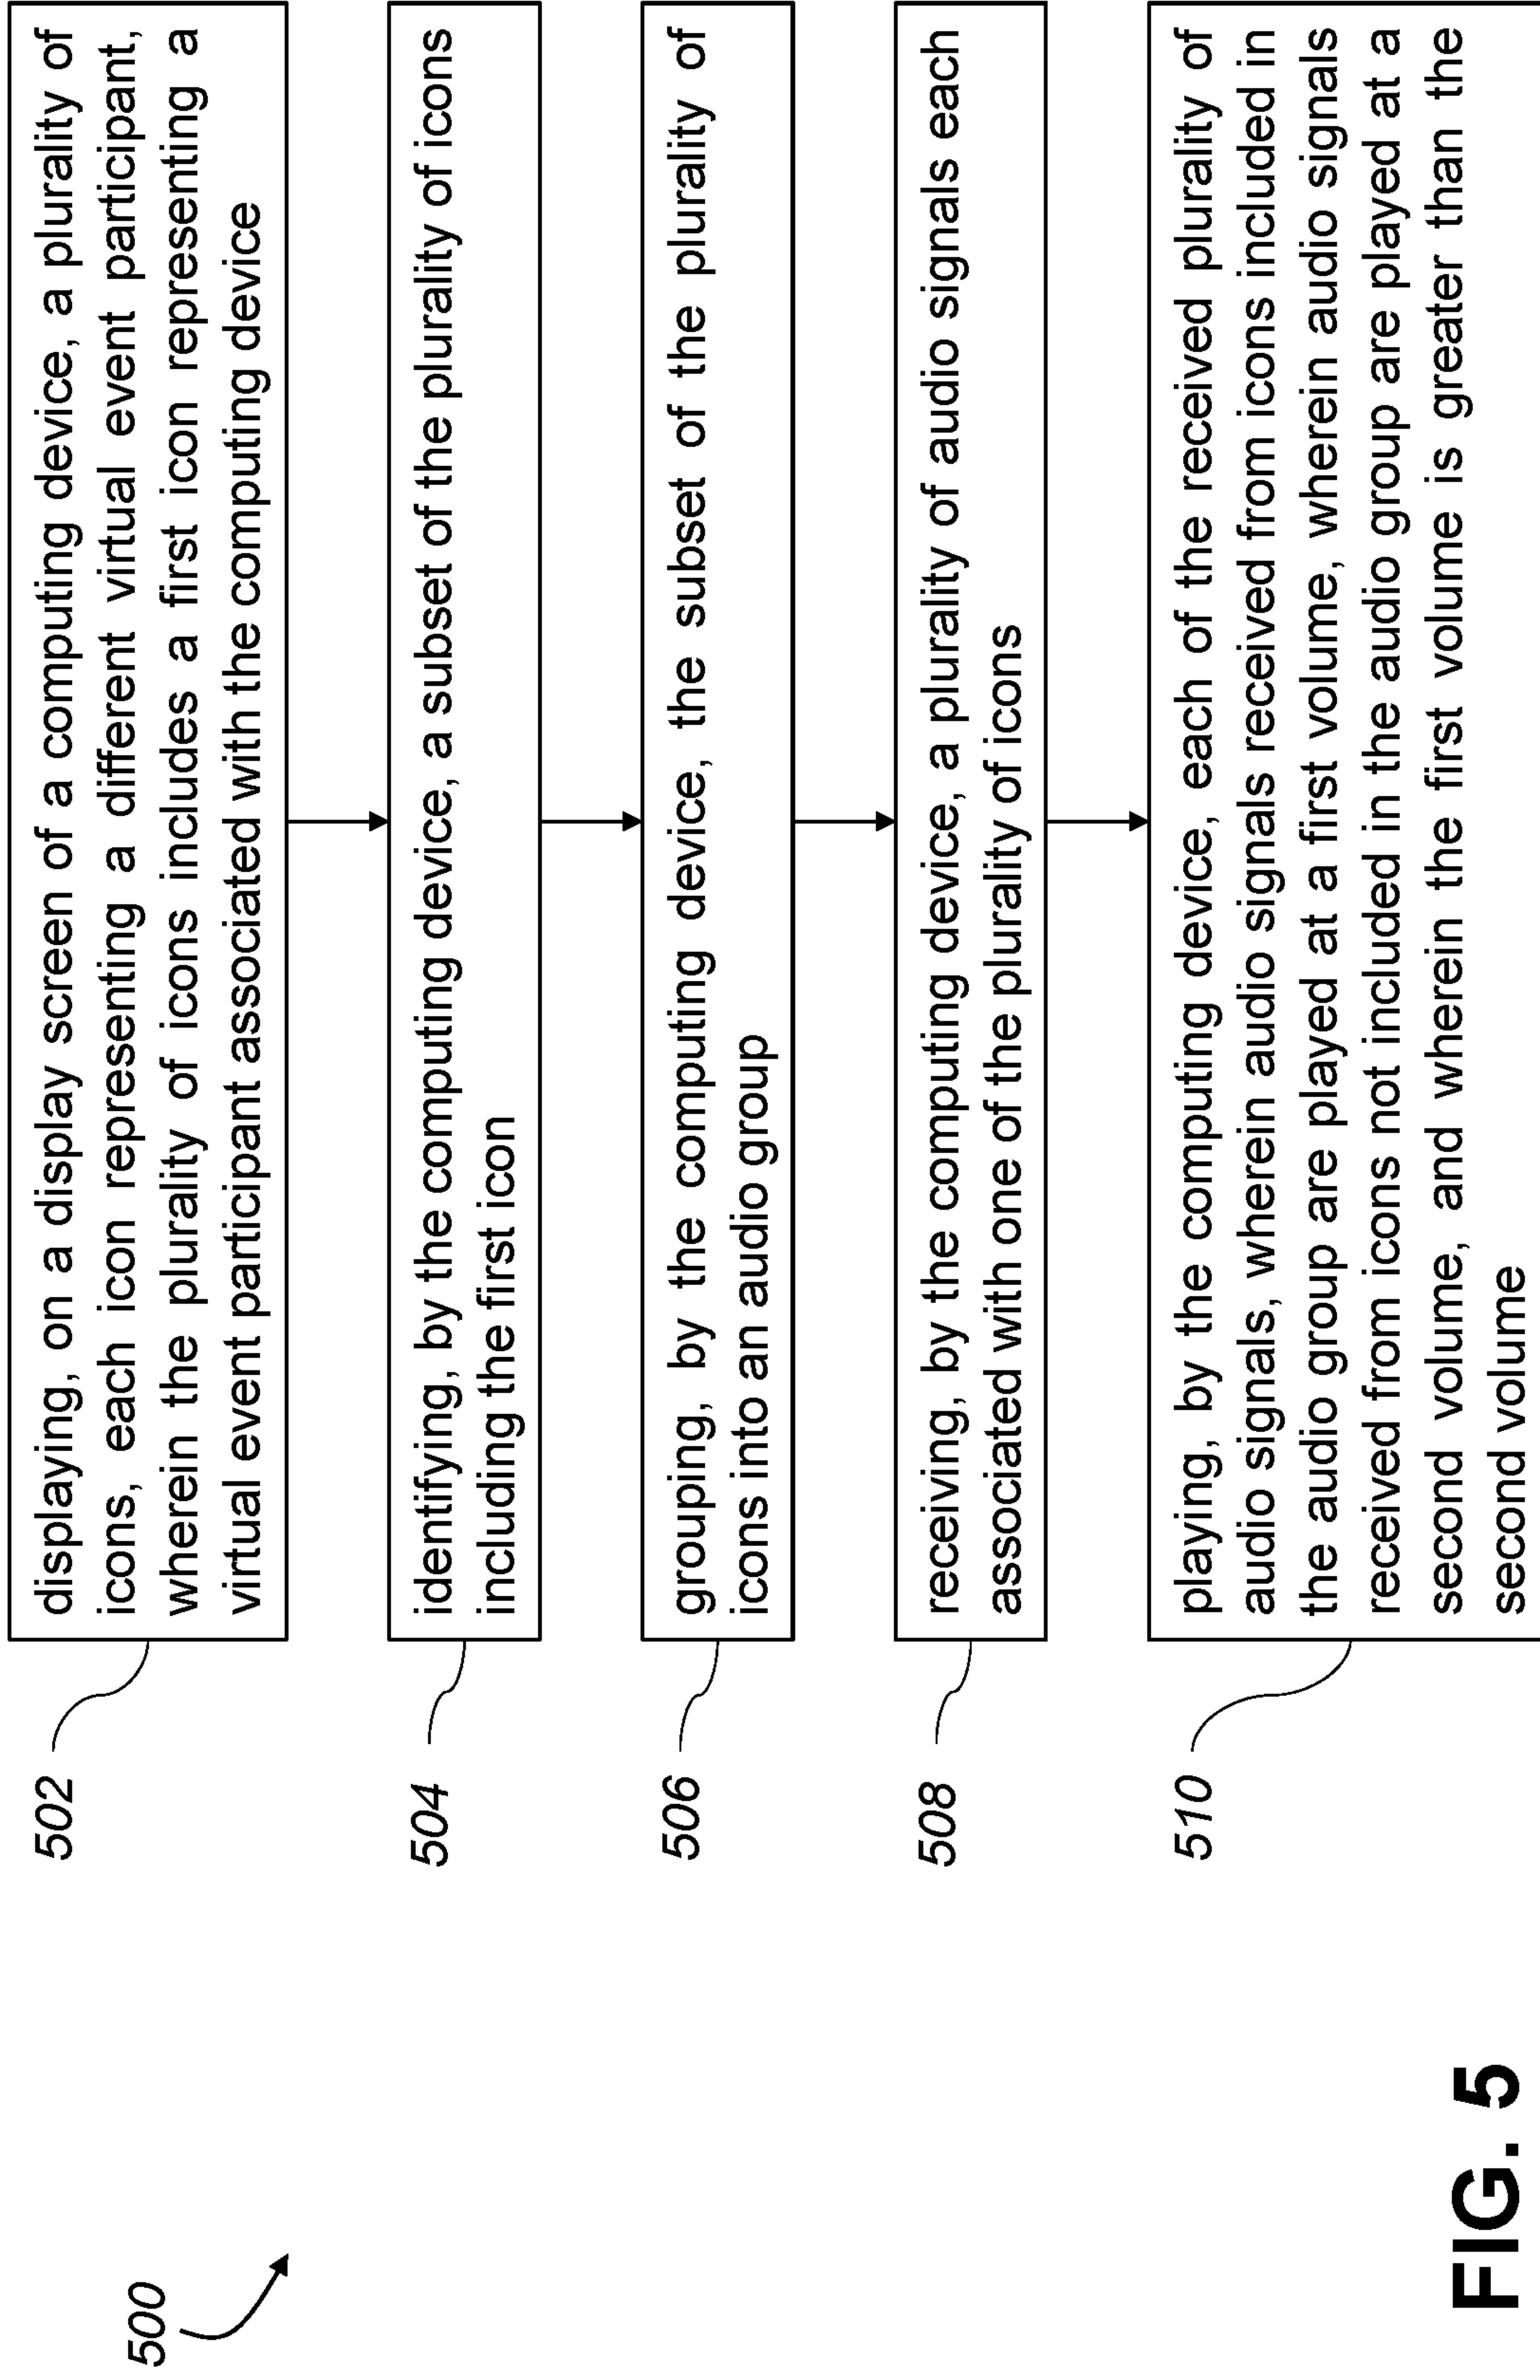 500
502
displaying, on a display screen of a computing device, a plurality of
icons, each icon representing a different virtual event participant,
wherein the plurality of icons includes a first icon representing a
virtual event participant associated with the computing device
504
identifying, by the computing device, a subset of the plurality of icons
including the first icon
506
grouping, by the computing device, the subset of the plurality of
icons into an audio group
508
receiving, by the computing device, a plurality of audio signals each
associated with one of the plurality of icons
510
playing, by the computing device, each of the received plurality of
audio signals, wherein audio signals received from icons included in
the audio group are played at a first volume, wherein audio signals
received from icons not included in the audio group are played at a
second volume, and wherein the first volume is greater than the
second volume
FIG. 5